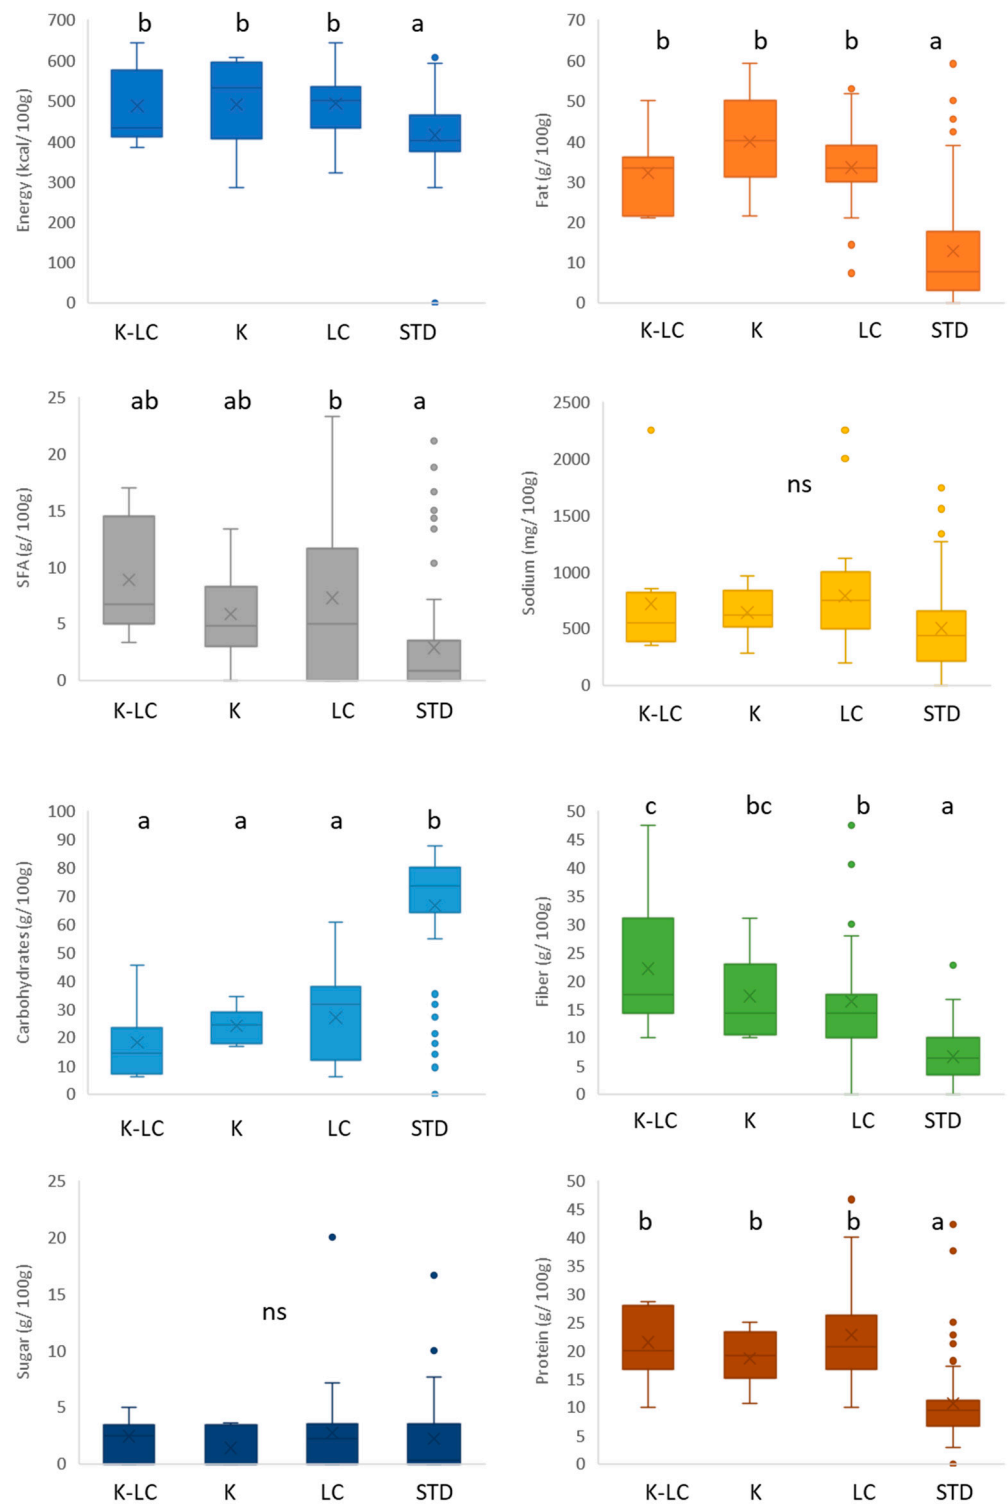 Energy (kcal/ 100g)
700
600
500
400
300
200
100
0
b
b
b
a
K-LC
K
LC
STD
Fat (g/ 100g)
70
60
50
40
30
20
10
0
b
b
b
a
K-LC
K
LC
STD
SFA (g/ 100g)
25
20
15
10
5
0
ab
ab
b
a
K-LC
K
LC
STD
Sodium (mg/ 100g)
2500
2000
1500
1000
500
0
ns
K-LC
K
LC
STD
Carbohydrates (g/100g)
100
90
80
70
60
50
40
30
20
10
0
a
a
a
b
K-LC
K
LC
STD
Fiber (g/ 100g)
50
45
40
35
30
25
20
15
10
5
0
c
bc
b
a
K-LC
K
LC
STD
Sugar (g/ 100g)
25
20
15
10
5
0
ns
K-LC
K
LC
STD
Protein (g/ 100g)
50
45
40
35
30
25
20
15
10
5
0
b
b
b
a
K-LC
K
LC
STD